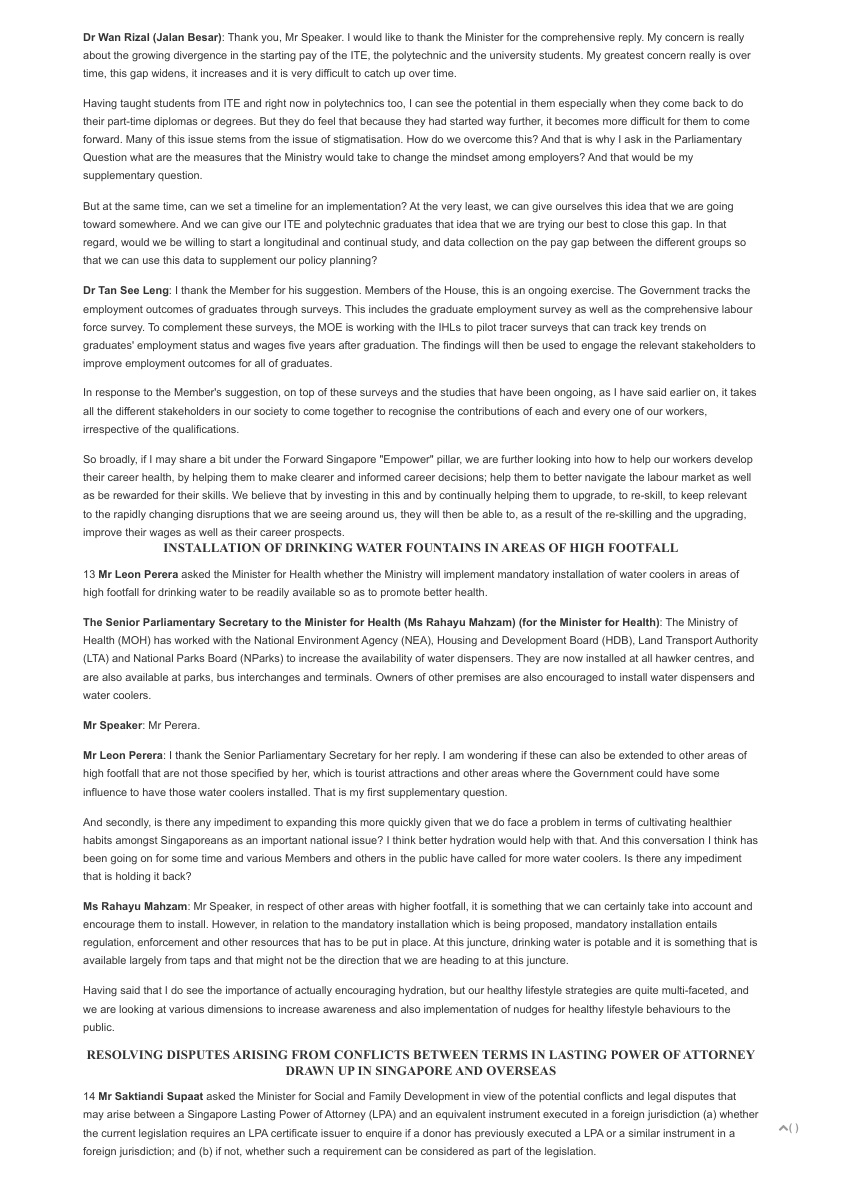 Dr Wan Rizal (Jalan Besar): Thank you, Mr Speaker. I would like to thank the Minister for the comprehensive reply. My concern is really
about the growing divergence in the starting pay of the ITE, the polytechnic and the university students. My greatest concern really is over
time, this gap widens, it increases and it is very difficult to catch up over time.
Having taught students from ITE and right now in polytechnics too, I can see the potential in them especially when they come back to do
their part-time diplomas or degrees. But they do feel that because they had started way further, it becomes more difficult for them to come
forward. Many of this issue stems from the issue of stigmatisation. How do we overcome this? And that is why I ask in the Parliamentary
Question what are the measures that the Ministry would take to change the mindset among employers? And that would be my
supplementary question.
But at the same time, can we set a timeline for an implementation? At the very least, we can give ourselves this idea that we are going
toward somewhere. And we can give our ITE and polytechnic graduates that idea that we are trying our best to close this gap. In that
regard, would we be willing to start a longitudinal and continual study, and data collection on the pay gap between the different groups so
that we can use this data to supplement our policy planning?
Dr Tan See Leng: I thank the Member for his suggestion. Members of the House, this is an ongoing exercise. The Government tracks the
employment outcomes of graduates through surveys. This includes the graduate employment survey as well as the comprehensive labour
force survey. To complement these surveys, the MOE is working with the IHLs to pilot tracer surveys that can track key trends on
graduates' employment status and wages five years after graduation. The findings will then be used to engage the relevant stakeholders to
improve employment outcomes for all of graduates.
In response to the Member's suggestion, on top of these surveys and the studies that have been ongoing, as I have said earlier on, it takes
all the different stakeholders in our society to come together to recognise the contributions of each and every one of our workers,
irrespective of the qualifications.
So broadly, if I may share a bit under the Forward Singapore "Empower" pillar, we are further looking into how to help our workers develop
their career health, by helping them to make clearer and informed career decisions; help them to better navigate the labour market as well
as be rewarded for their skills. We believe that by investing in this and by continually helping them to upgrade, to re-skill, to keep relevant
to the rapidly changing disruptions that we are seeing around us, they will then be able to, as a result of the re-skilling and the upgrading,
improve their wages as well as their career prospects.
INSTALLATION OF DRINKING WATER FOUNTAINS IN AREAS OF HIGH FOOTFALL
13 Mr Leon Perera asked the Minister for Health whether the Ministry will implement mandatory installation of water coolers in areas of
high footfall for drinking water to be readily available so as to promote better health.
The Senior Parliamentary Secretary to the Minister for Health (Ms Rahayu Mahzam) (for the Minister for Health): The Ministry of
Health (MOH) has worked with the National Environment Agency (NEA), Housing and Development Board (HDB), Land Transport Authority
(LTA) and National Parks Board (NParks) to increase the availability of water dispensers. They are now installed at all hawker centres, and
are also available at parks, bus interchanges and terminals. Owners of other premises are also encouraged to install water dispensers and
water coolers.
Mr Speaker: Mr Perera.
Mr Leon Perera: I thank the Senior Parliamentary Secretary for her reply. I am wondering if these can also be extended to other areas of
high footfall that are not those specified by her, which is tourist attractions and other areas where the Government could have some
influence to have those water coolers installed. That is my first supplementary question.
And secondly, is there any impediment to expanding this more quickly given that we do face a problem in terms of cultivating healthier
habits amongst Singaporeans as an important national issue? I think better hydration would help with that. And this conversation I think has
been going on for some time and various Members and others in the public have called for more water coolers. Is there any impediment
that is holding it back?
Ms Rahayu Mahzam: Mr Speaker, in respect of other areas with higher footfall, it is something that we can certainly take into account and
encourage them to install. However, in relation to the mandatory installation which is being proposed, mandatory installation entails
regulation, enforcement and other resources that has to be put in place. At this juncture, drinking water is potable and it is something that is
available largely from taps and that might not be the direction that we are heading to at this juncture.
Having said that I do see the importance of actually encouraging hydration, but our healthy lifestyle strategies are quite multi-faceted, and
we are looking at various dimensions to increase awareness and also implementation of nudges for healthy lifestyle behaviours to the
public.
RESOLVING DISPUTES ARISING FROM CONFLICTS BETWEEN TERMS IN LASTING POWER OF ATTORNEY
DRAWN UP IN SINGAPORE AND OVERSEAS
14 Mr Saktiandi Supaat asked the Minister for Social and Family Development in view of the potential conflicts and legal disputes that
may arise between a Singapore Lasting Power of Attorney (LPA) and an equivalent instrument executed in a foreign jurisdiction (a) whether
the current legislation requires an LPA certificate issuer to enquire if a donor has previously executed a LPA or a similar instrument in a
foreign jurisdiction; and (b) if not, whether such a requirement can be considered as part of the legislation.
( )